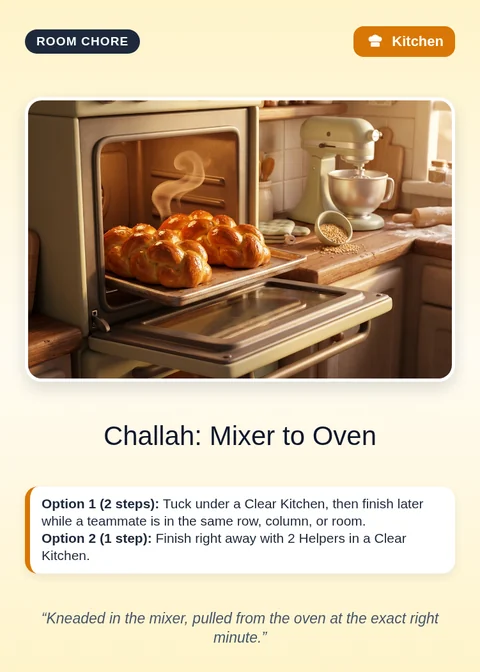 ROOM CHORE
Kitchen
Challah: Mixer to Oven
Option 1 (2 steps): Tuck under a Clear Kitchen, then finish later
while a teammate is in the same row, column, or room.
Option 2 (1 step): Finish right away with 2 Helpers in a Clear
Kitchen.
“Kneaded in the mixer, pulled from the oven at the exact right
minute.”